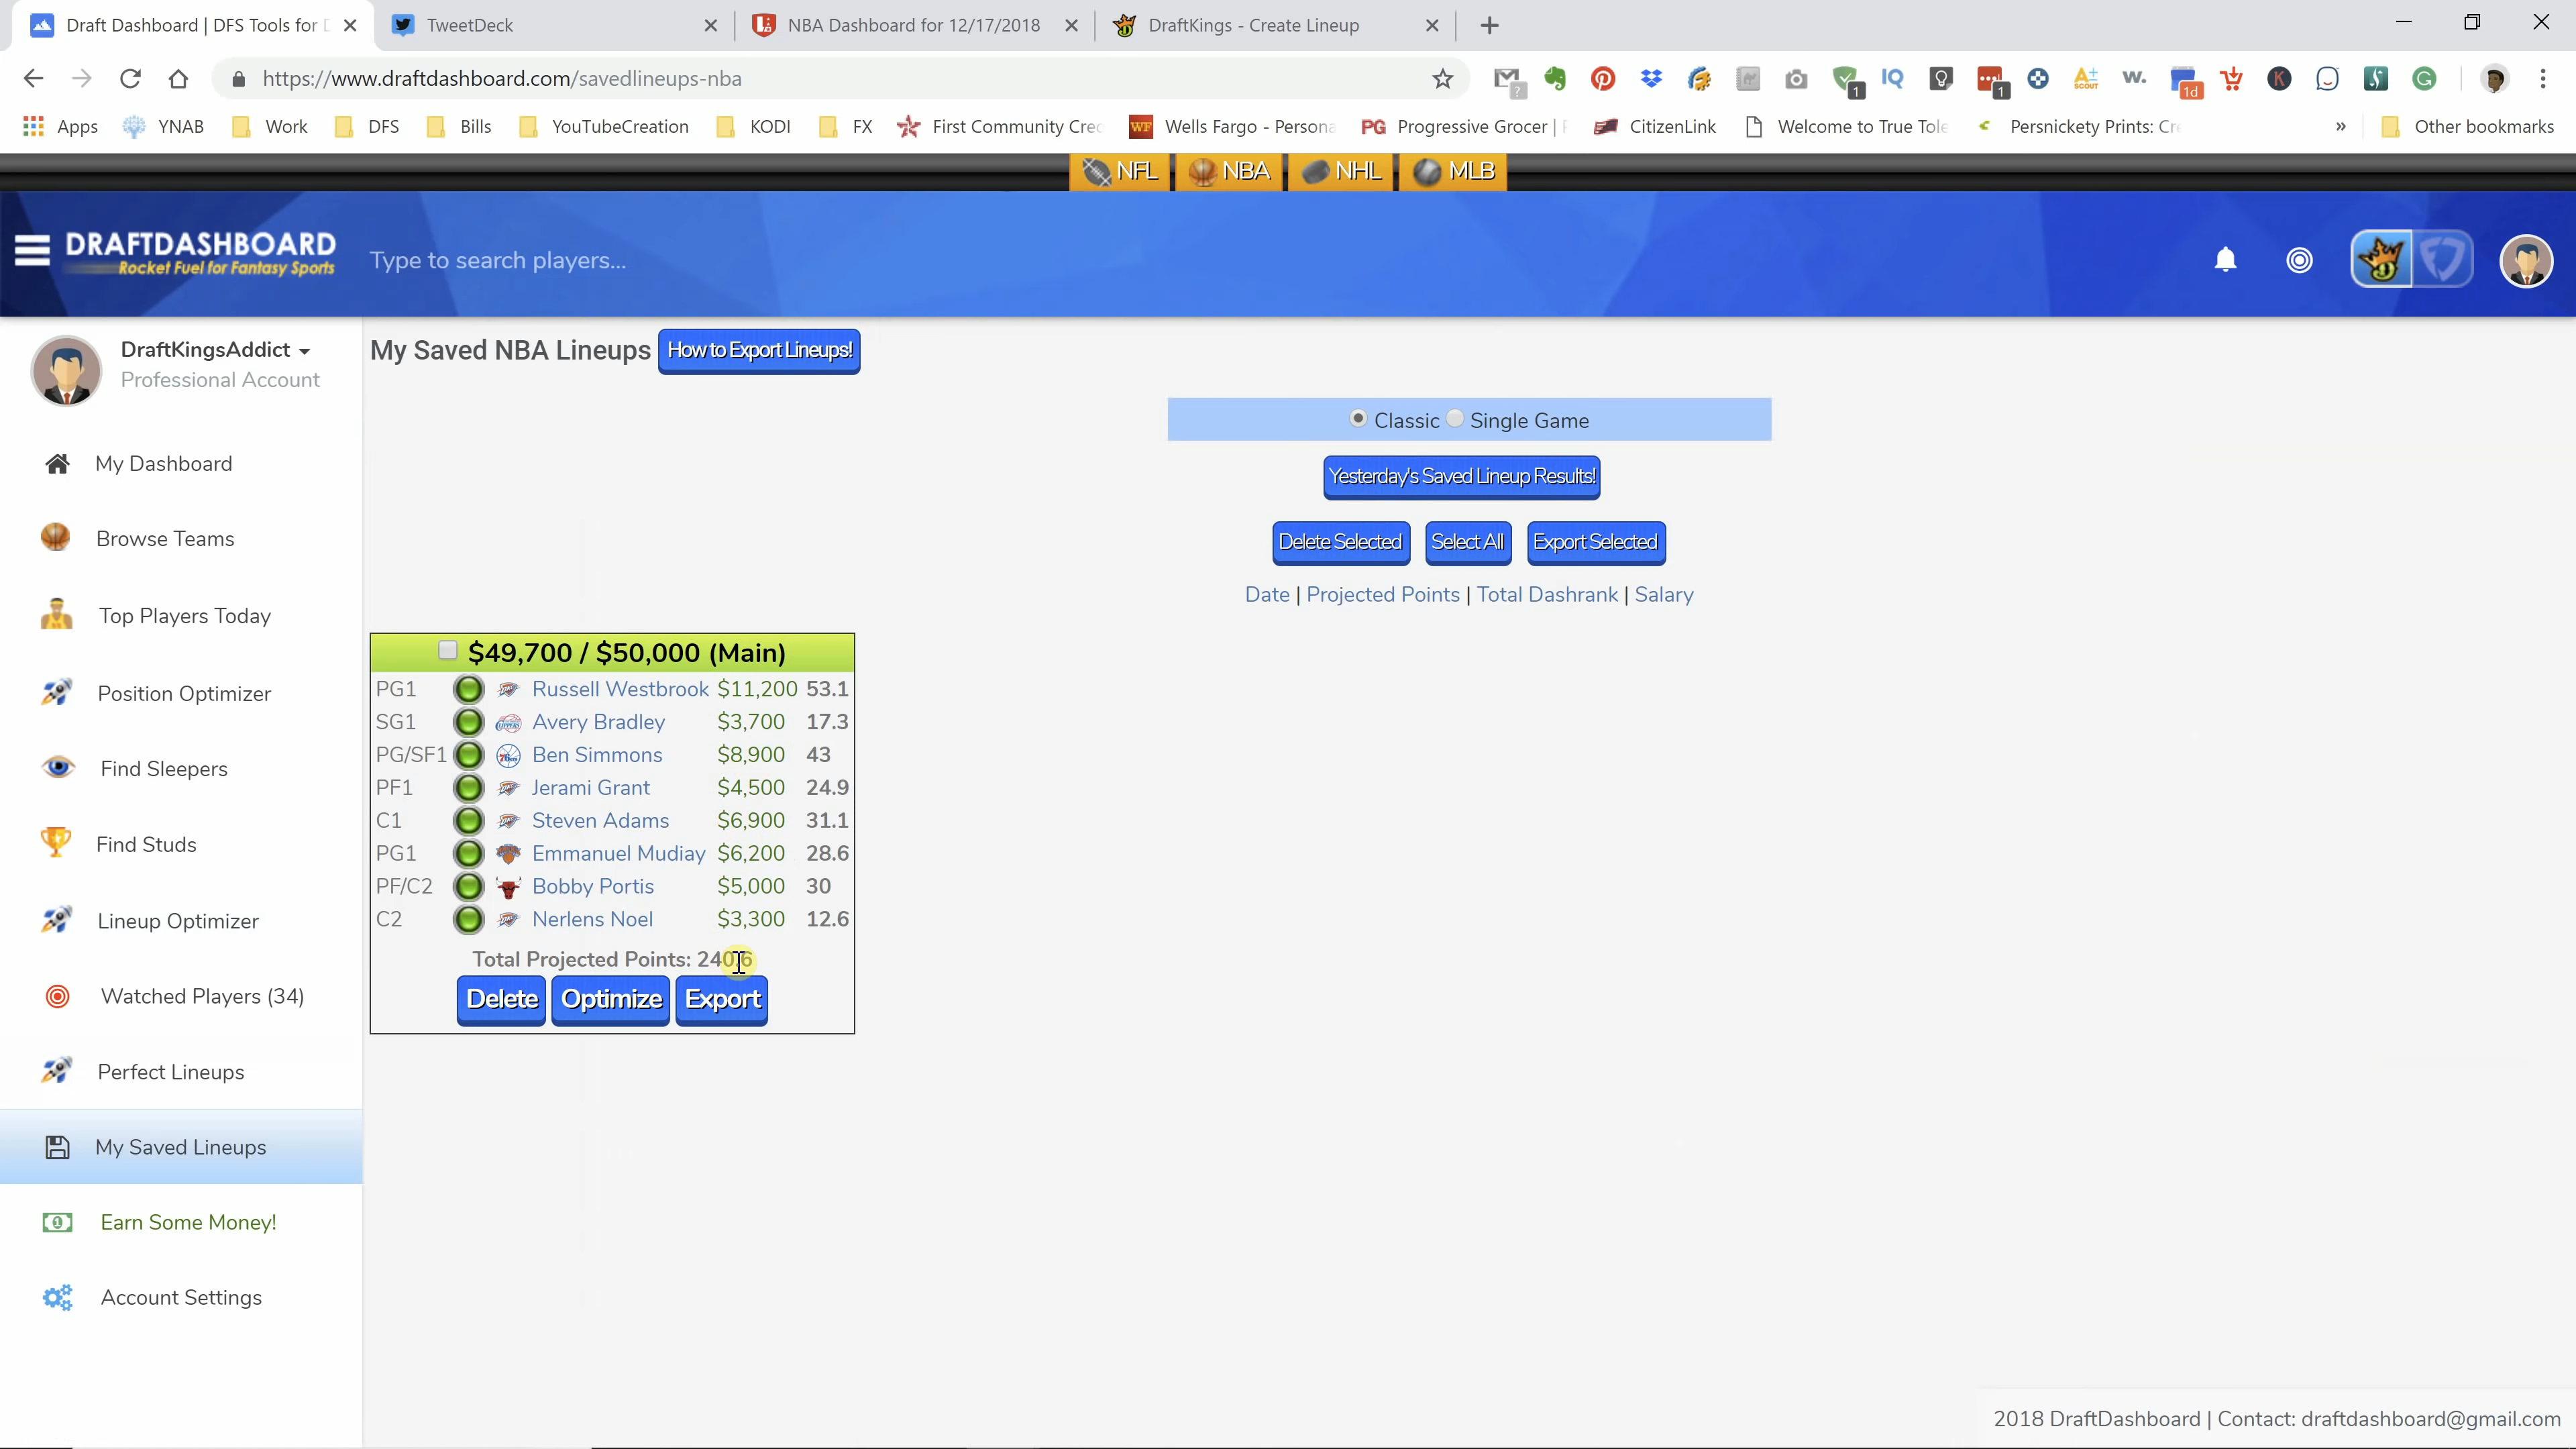 Draft Dashboard | DFS Tools for D
TweetDeck
NBA Dashboard for 12/17/2018
DraftKings - Create Lineup
https://www.draftdashboard.com/savedlineups-nba
Apps YNAB Work DFS Bills YouTubeCreation KODI FX First Community Cred Wells Fargo - Persona PG Progressive Grocer | CitizenLink Welcome to True Tole Persnickety Prints: Cr » Other bookmarks
NFL NBA NHL MLB
DRAFTDASHBOARD
Rocket Fuel for Fantasy Sports
Type to search players...
DraftKingsAddict
Professional Account
My Dashboard
Browse Teams
Top Players Today
Position Optimizer
Find Sleepers
Find Studs
Lineup Optimizer
Watched Players (34)
Perfect Lineups
My Saved Lineups
Earn Some Money!
Account Settings
My Saved NBA Lineups How to Export Lineups!
Classic Single Game
Yesterday's Saved Lineup Results!
Delete Selected Select All Export Selected
Date | Projected Points | Total Dashrank | Salary
$49,700 / $50,000 (Main)
PG1 Russell Westbrook $11,200 53.1
SG1 Avery Bradley $3,700 17.3
PG/SF1 Ben Simmons $8,900 43
PF1 Jerami Grant $4,500 24.9
C1 Steven Adams $6,900 31.1
PG1 Emmanuel Mudiay $6,200 28.6
PF/C2 Bobby Portis $5,000 30
C2 Nerlens Noel $3,300 12.6
Total Projected Points: 240.6
Delete Optimize Export
2018 DraftDashboard | Contact: draftdashboard@gmail.com